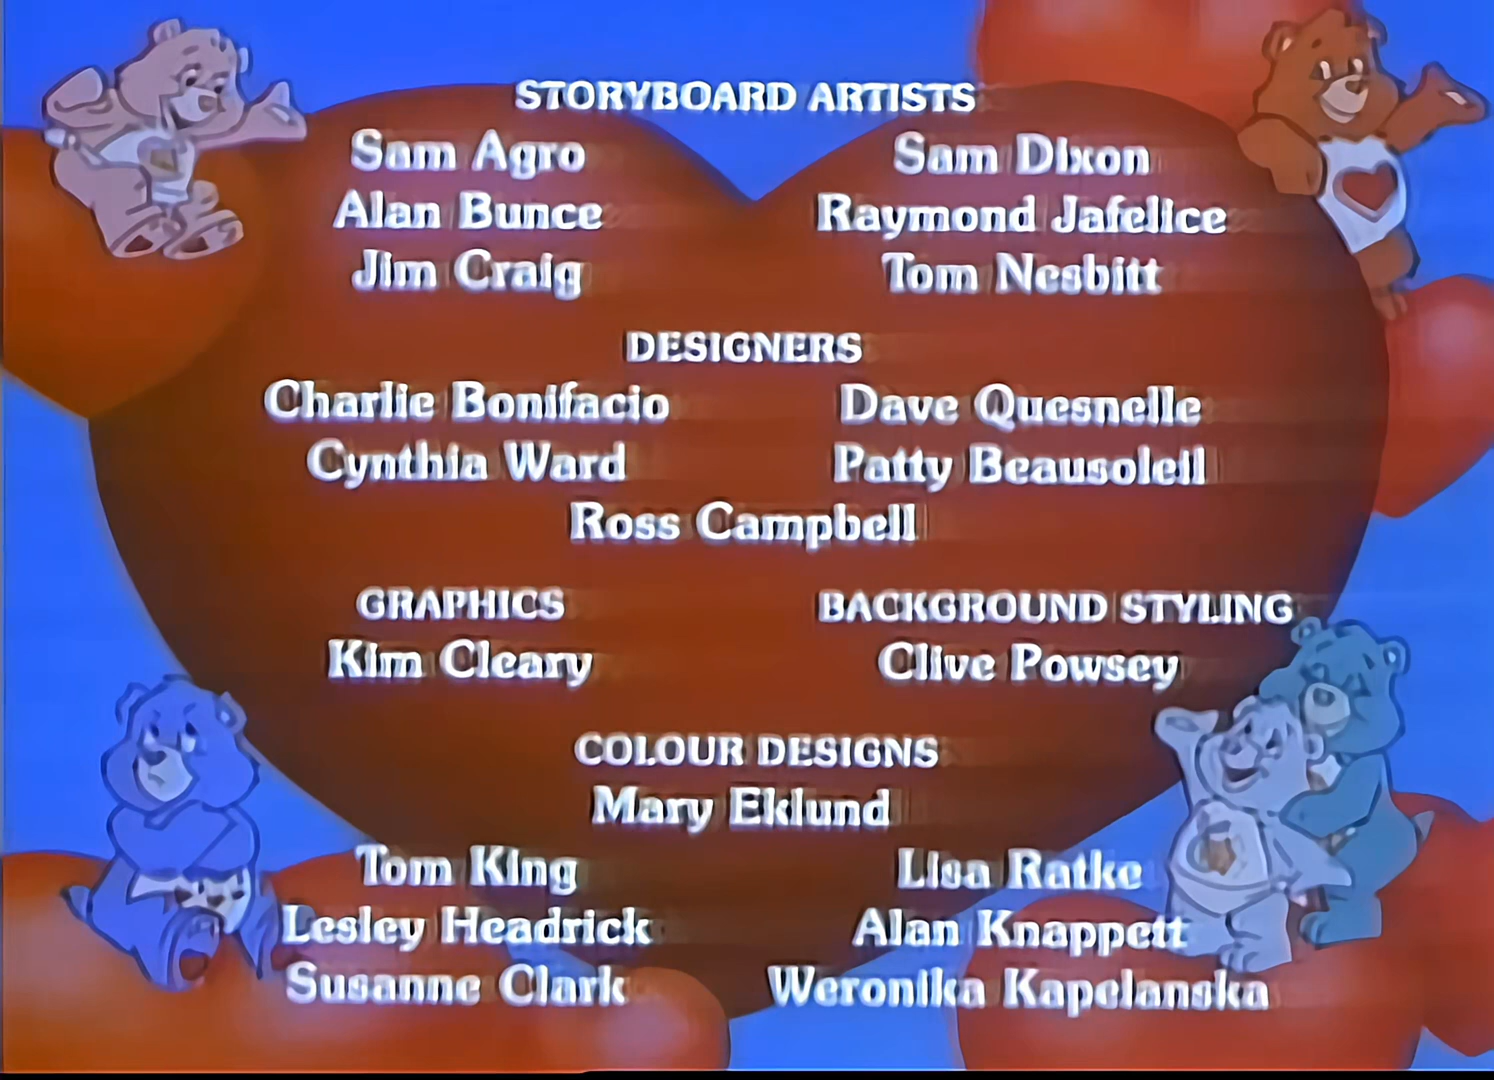 STORYBOARD ARTISTS
Sam Agro Sam Dixon
Alan Bunce Raymond Jafelice
Jim Craig Tom Nesbitt
DESIGNERS
Charlie Bonifacio Dave Quesnelle
Cynthia Ward Patty Beausoleil
Ross Campbell
GRAPHICS BACKGROUND STYLING
Kim Cleary Clive Powsey
COLOUR DESIGNS
Mary Eklund
Tom King Lisa Ratke
Lesley Headrick Alan Knappett
Susanne Clark Weronika Kapelanska